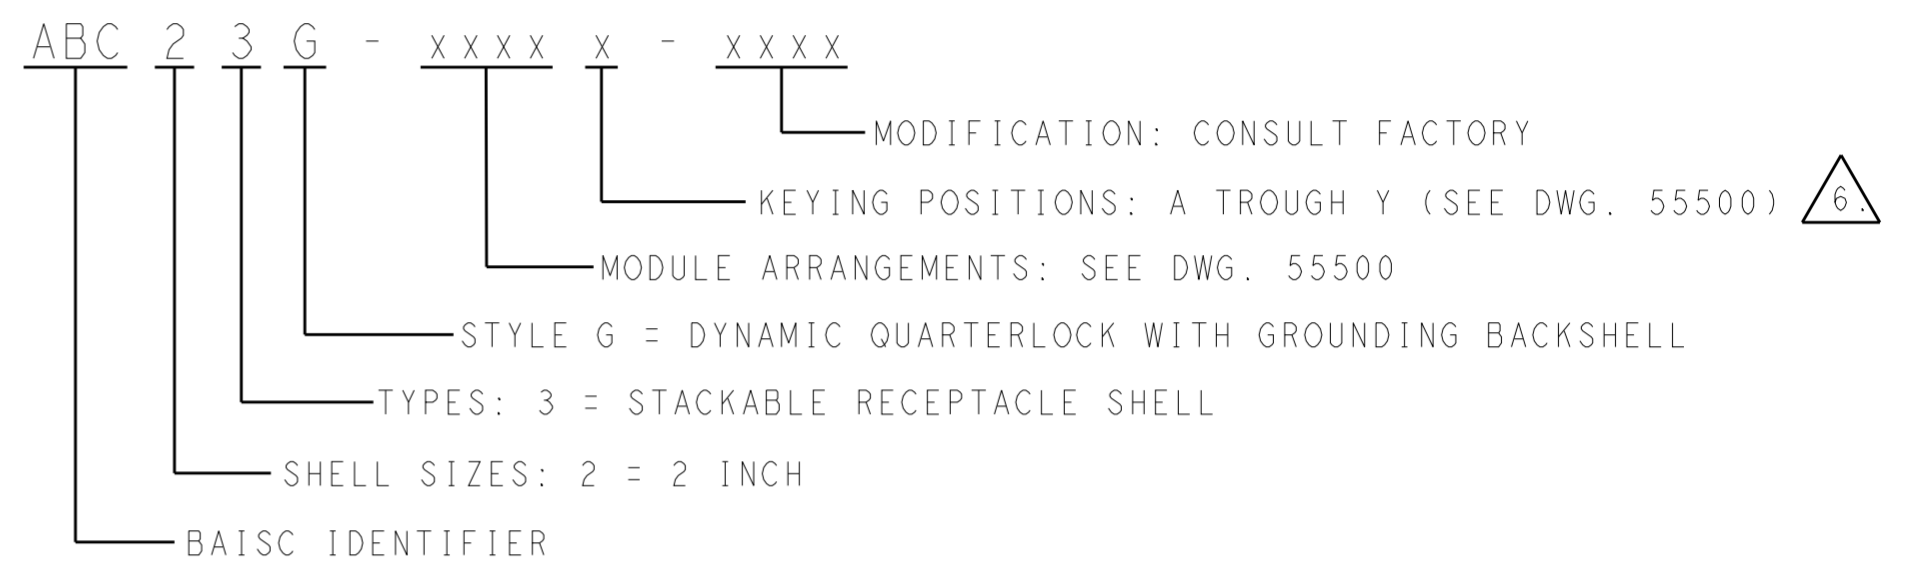 ABC 2 3 G - xxxx x - xxxx
MODIFICATION: CONSULT FACTORY
KEYING POSITIONS: A TROUGH Y (SEE DWG. 55500) 6.
MODULE ARRANGEMENTS: SEE DWG. 55500
STYLE G = DYNAMIC QUARTERLOCK WITH GROUNDING BACKSHELL
TYPES: 3 = STACKABLE RECEPTACLE SHELL
SHELL SIZES: 2 = 2 INCH
BAISC IDENTIFIER